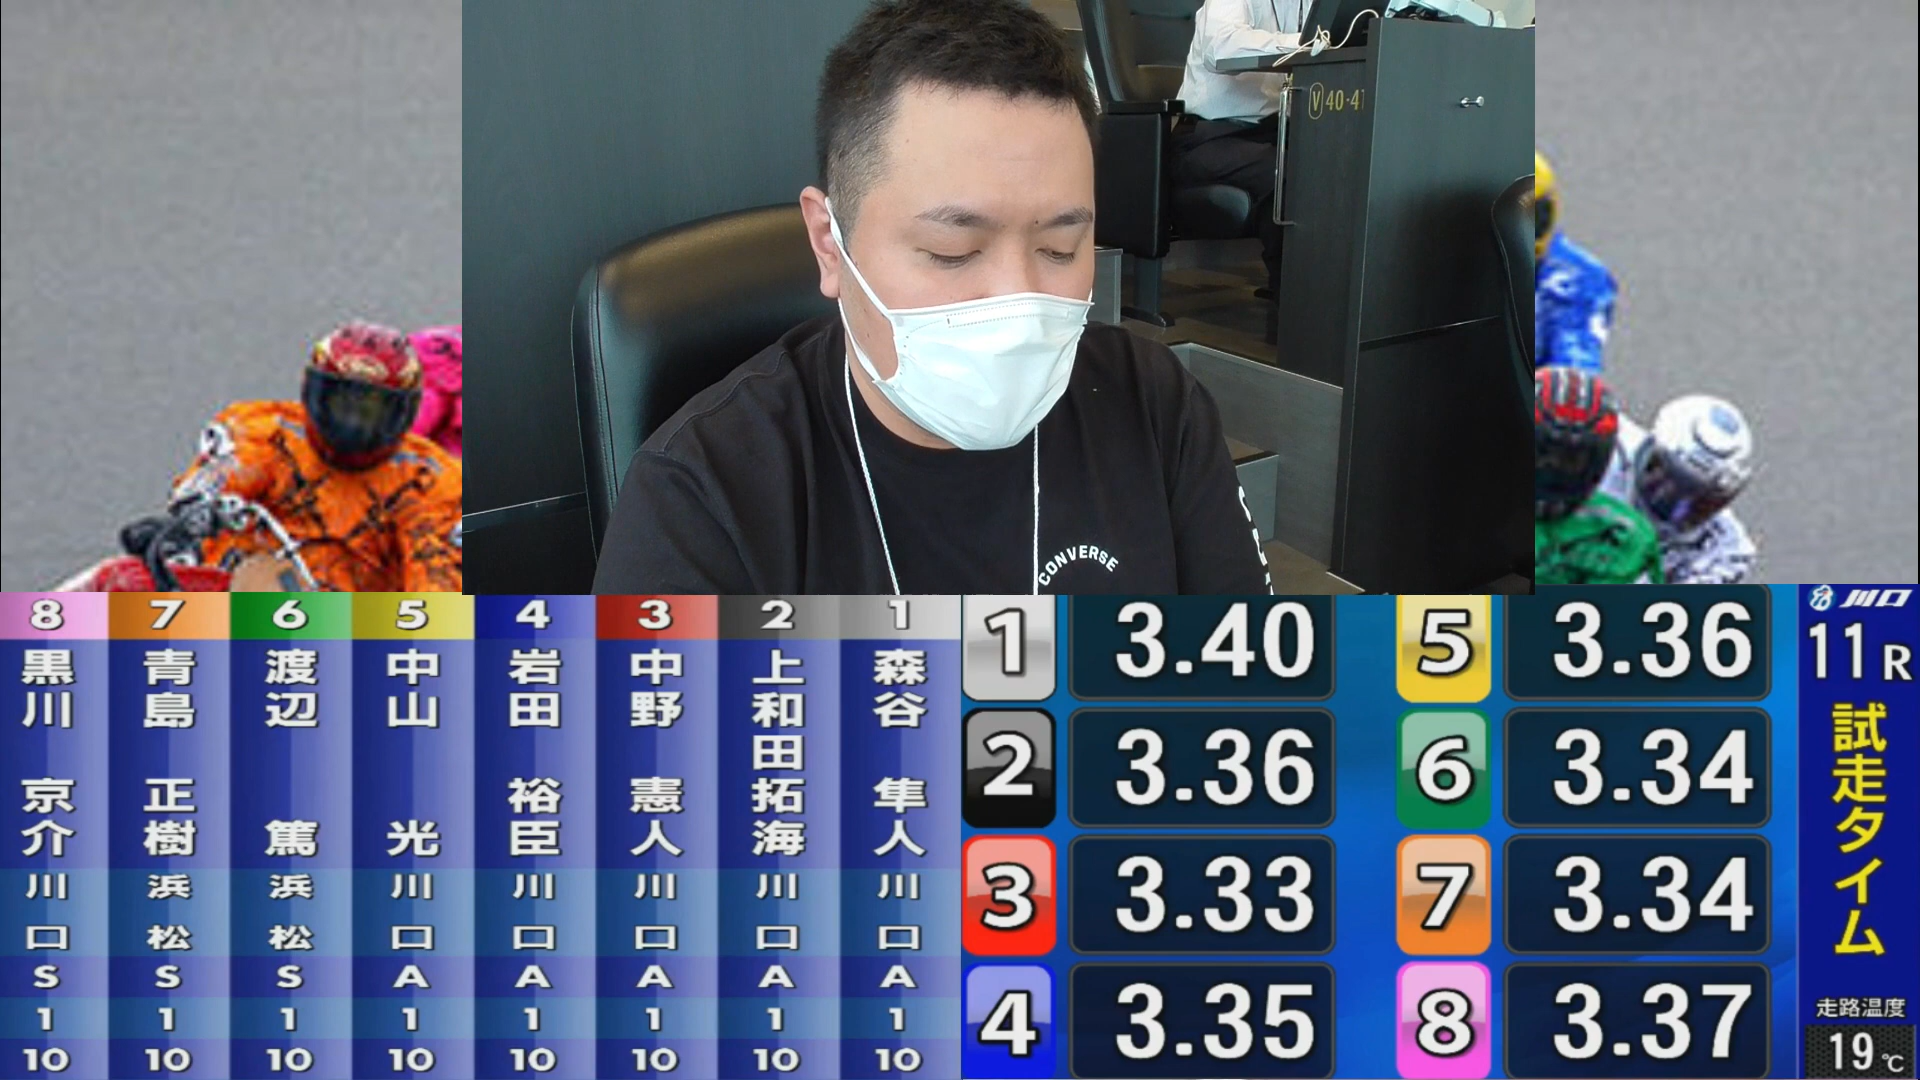 V 40-41
CONVERSE
8 7 6 5 4 3 2 1
黒川 京介 川口 S 1 10
青島 正樹 浜松 S 1 10
渡辺 篤 浜松 S 1 10
中山 光 川口 A 1 10
岩田 裕臣 川口 A 1 10
中野 憲人 川口 A 1 10
上和田拓海 川口 A 1 10
森谷 隼人 川口 A 1 10
1 3.40
2 3.36
3 3.33
4 3.35
5 3.36
6 3.34
7 3.34
8 3.37
川口
11R
試走タイム
走路温度
19℃